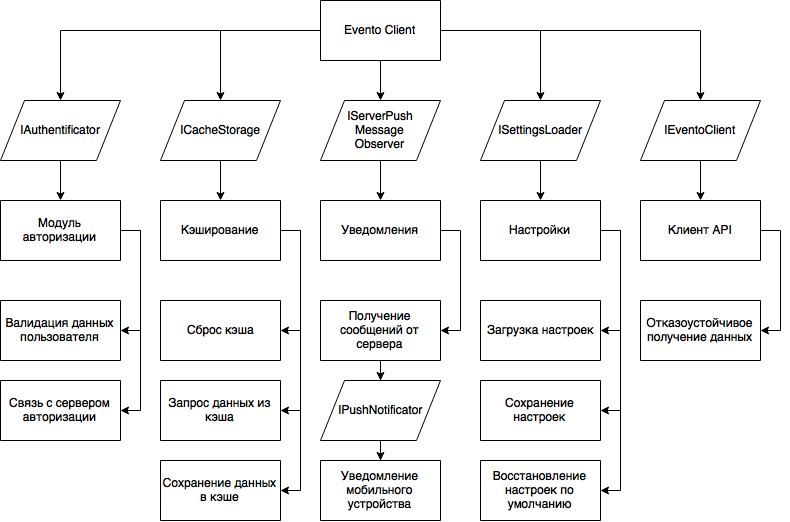 Evento Client
IAuthentificator
ICacheStorage
IServerPush
Message
Observer
ISettingsLoader
IEventoClient
Модуль
авторизации
Кэширование
Уведомления
Настройки
Клиент API
Валидация данных
пользователя
Сброс кэша
Получение
сообщений от
сервера
Загрузка настроек
Отказоустойчивое
получение данных
Связь с сервером
авторизации
Запрос данных из
кэша
IPushNotificator
Сохранение
настроек
Сохранение данных
в кэше
Уведомление
мобильного
устройства
Восстановление
настроек по
умолчанию